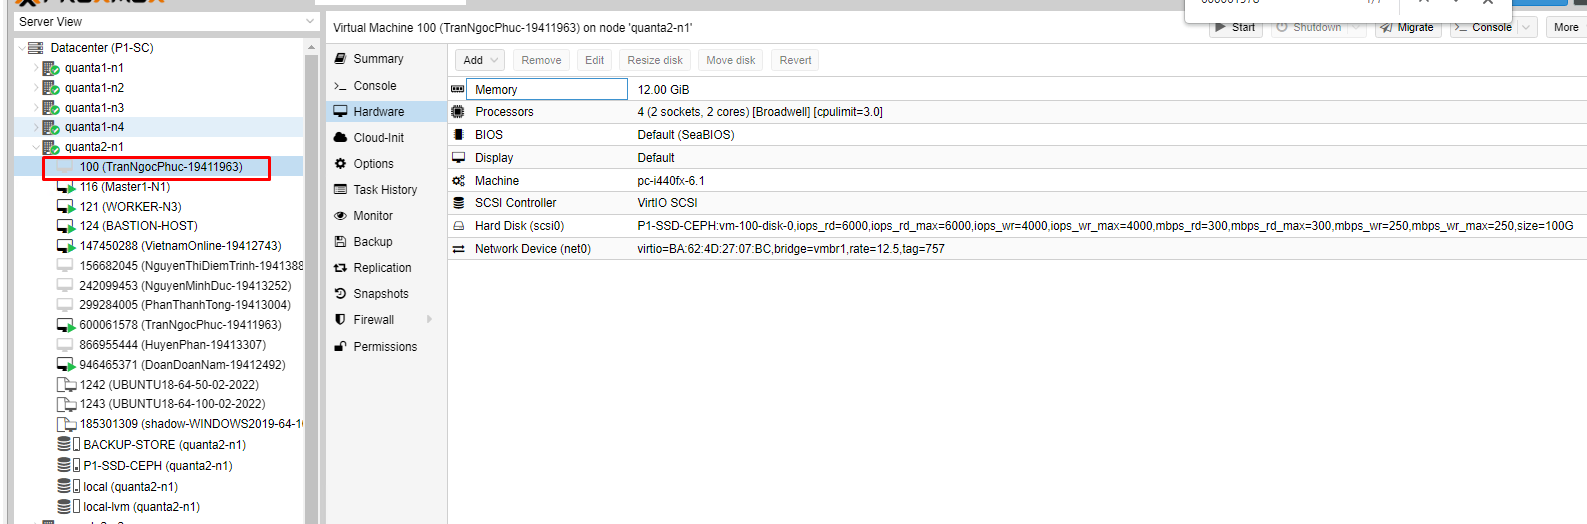 Server View
Datacenter (P1-SC)
quanta1-n1
quanta1-n2
quanta1-n3
quanta1-n4
quanta2-n1
100 (TranNgocPhuc-19411963)
116 (Master1-N1)
121 (WORKER-N3)
124 (BASTION-HOST)
147450288 (VietnamOnline-19412743)
156682045 (NguyenThiDiemTrinh-1941388
242099453 (NguyenMinhDuc-19413252)
299284005 (PhanThanhTong-19413004)
600061578 (TranNgocPhuc-19411963)
866955444 (HuyenPhan-19413307)
946465371 (DoanDoanNam-19412492)
1242 (UBUNTU18-64-50-02-2022)
1243 (UBUNTU18-64-100-02-2022)
185301309 (shadow-WINDOWS2019-64-10
BACKUP-STORE (quanta2-n1)
P1-SSD-CEPH (quanta2-n1)
local (quanta2-n1)
local-lvm (quanta2-n1)
Virtual Machine 100 (TranNgocPhuc-19411963) on node 'quanta2-n1'
Start
Shutdown
Migrate
Console
More
Summary
Console
Hardware
Cloud-Init
Options
Task History
Monitor
Backup
Replication
Snapshots
Firewall
Permissions
Add
Remove
Edit
Resize disk
Move disk
Revert
Memory 12.00 GiB
Processors 4 (2 sockets, 2 cores) [Broadwell] [cpulimit=3.0]
BIOS Default (SeaBIOS)
Display Default
Machine pc-i440fx-6.1
SCSI Controller VirtIO SCSI
Hard Disk (scsi0) P1-SSD-CEPH:vm-100-disk-0,iops_rd=6000,iops_rd_max=6000,iops_wr=4000,iops_wr_max=4000,mbps_rd=300,mbps_rd_max=300,mbps_wr=250,mbps_wr_max=250,size=100G
Network Device (net0) virtio=BA:62:4D:27:07:BC,bridge=vmbr1,rate=12.5,tag=757